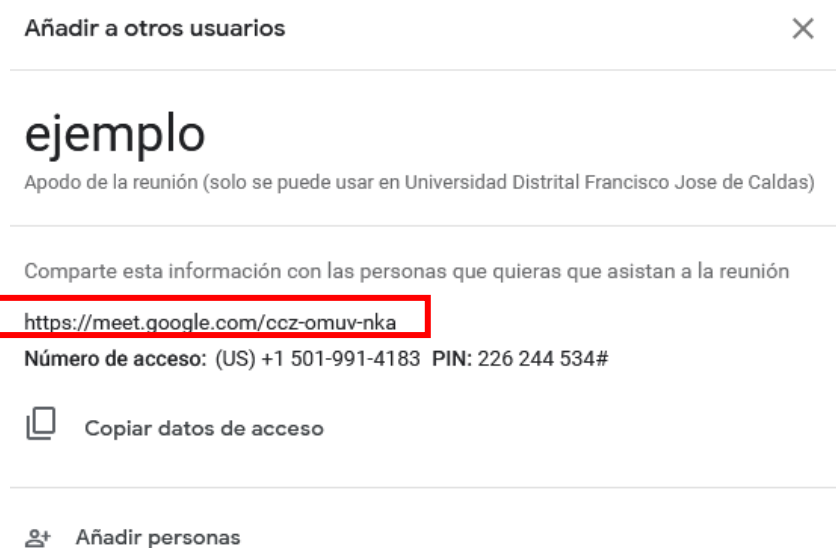 Añadir a otros usuarios
ejemplo
Apodo de la reunión (solo se puede usar en Universidad Distrital Francisco Jose de Caldas)
Comparte esta información con las personas que quieras que asistan a la reunión
https://meet.google.com/ccz-omuv-nka
Número de acceso: (US) +1 501-991-4183 PIN: 226 244 534#
Copiar datos de acceso
Añadir personas